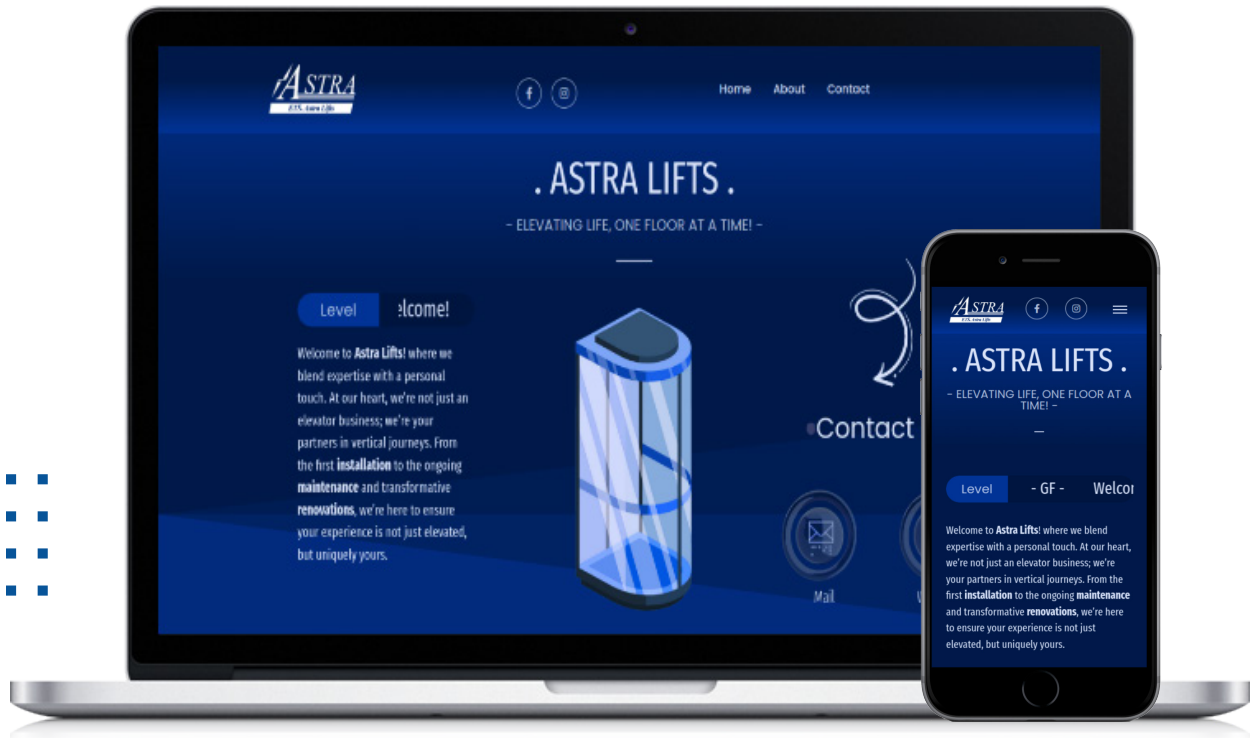 ASTRA
ETS. Astra Lifts
Home About Contact
. ASTRA LIFTS .
- ELEVATING LIFE, ONE FLOOR AT A TIME! -
Level elcome!
Welcome to Astra Lifts! where we
blend expertise with a personal
touch. At our heart, we're not just an
elevator business; we're your
partners in vertical journeys. From
the first installation to the ongoing
maintenance and transformative
renovations, we're here to ensure
your experience is not just elevated,
but uniquely yours.
Contact
Mail
ASTRA
ETS. Astra Lifts
. ASTRA LIFTS .
- ELEVATING LIFE, ONE FLOOR AT A
TIME! -
Level - GF - Welcor
Welcome to Astra Lifts! where we blend
expertise with a personal touch. At our heart,
we're not just an elevator business; we're
your partners in vertical journeys. From the
first installation to the ongoing maintenance
and transformative renovations, we're here
to ensure your experience is not just
elevated, but uniquely yours.